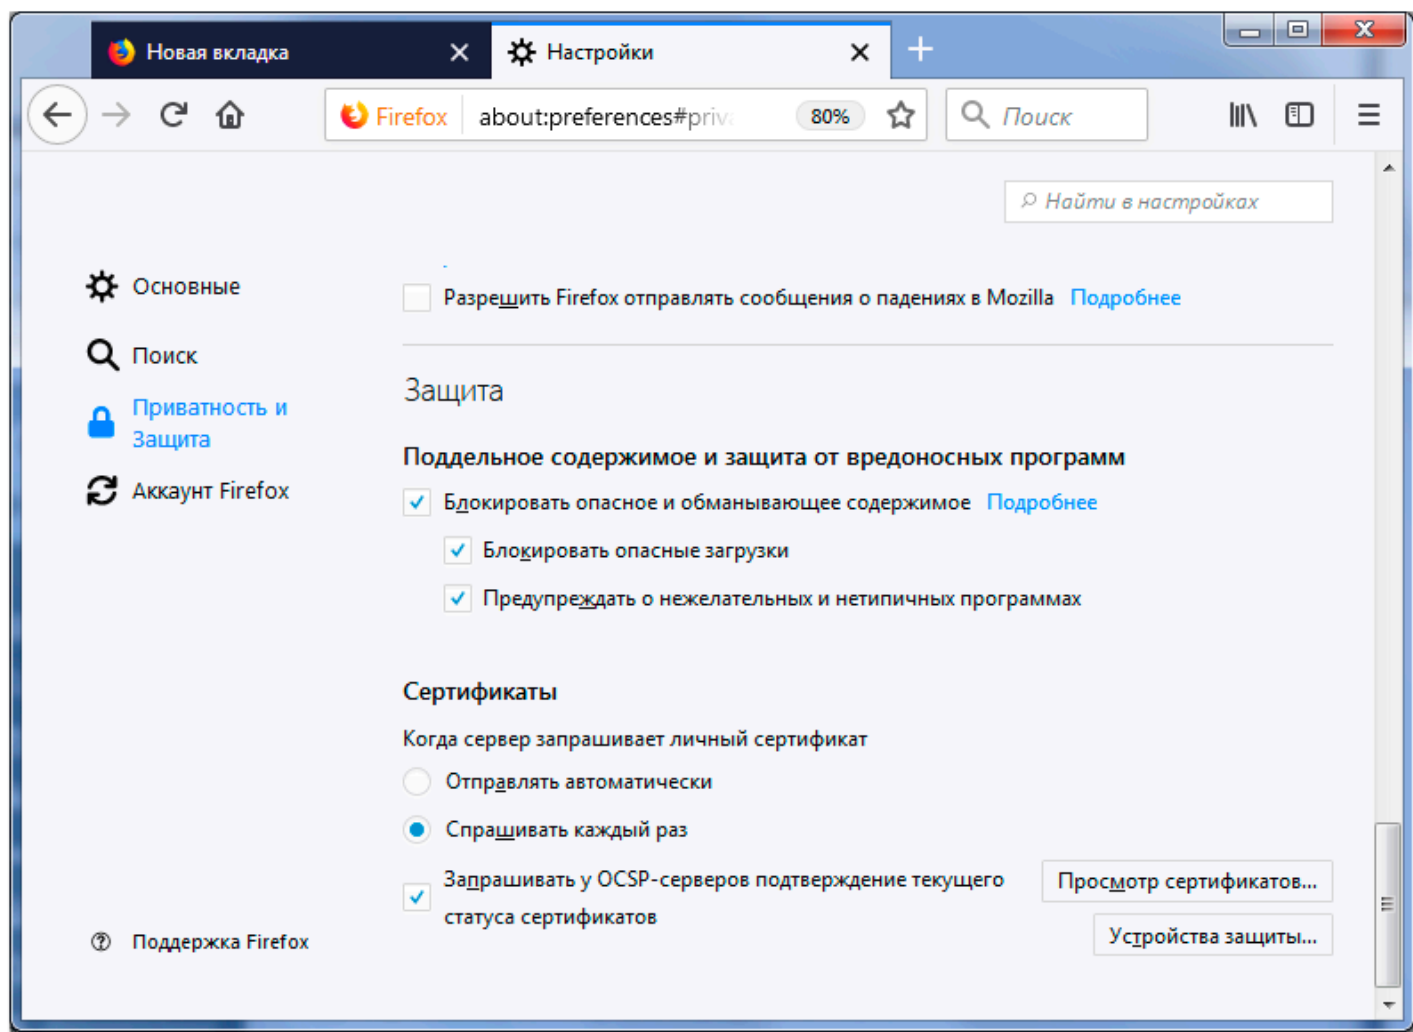 Новая вкладка
Настройки
Firefox
about:preferences#priv
80%
Поиск
Найти в настройках
Основные
Разрешить Firefox отправлять сообщения о падениях в Mozilla Подробнее
Поиск
Защита
Приватность и
Защита
Поддельное содержимое и защита от вредоносных программ
Аккаунт Firefox
Блокировать опасное и обманывающее содержимое Подробнее
Блокировать опасные загрузки
Предупреждать о нежелательных и нетипичных программах
Сертификаты
Когда сервер запрашивает личный сертификат
Отправлять автоматически
Спрашивать каждый раз
Запрашивать у OCSP-серверов подтверждение текущего
статуса сертификатов
Просмотр сертификатов...
Устройства защиты...
Поддержка Firefox